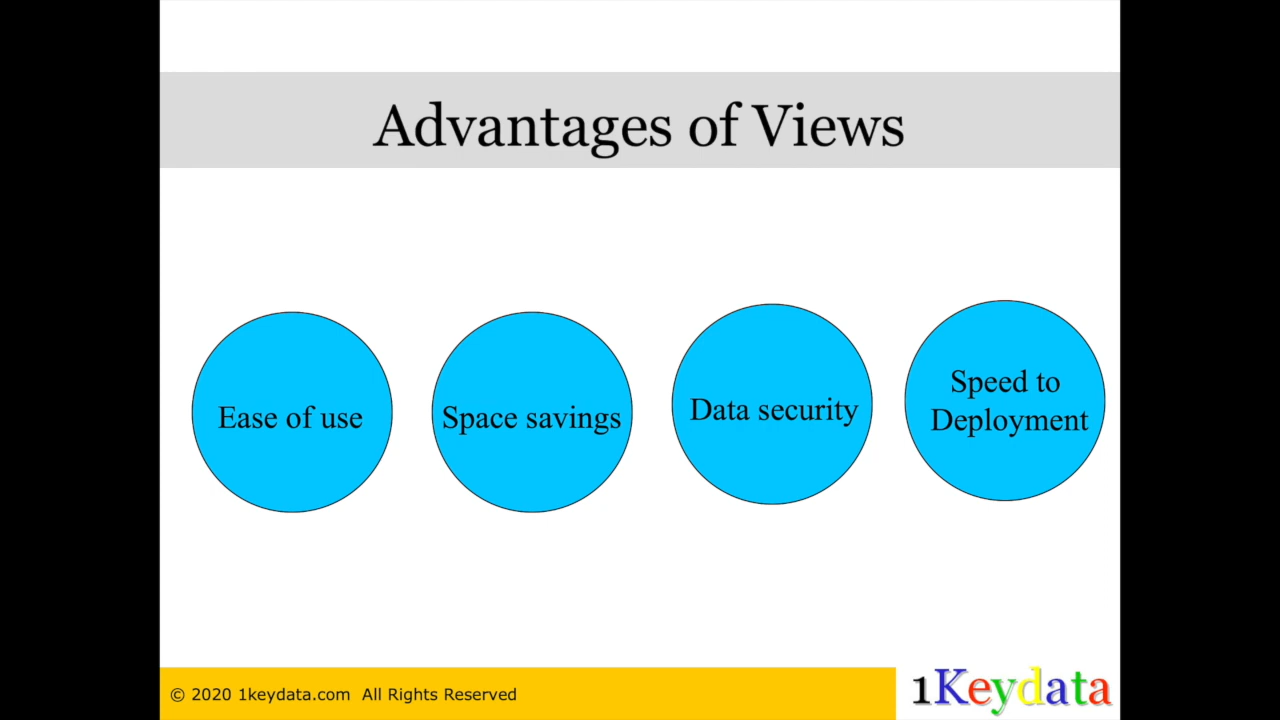 Advantages of Views
Ease of use
Space savings
Data security
Speed to
Deployment
© 2020 1keydata.com All Rights Reserved
1Keydata